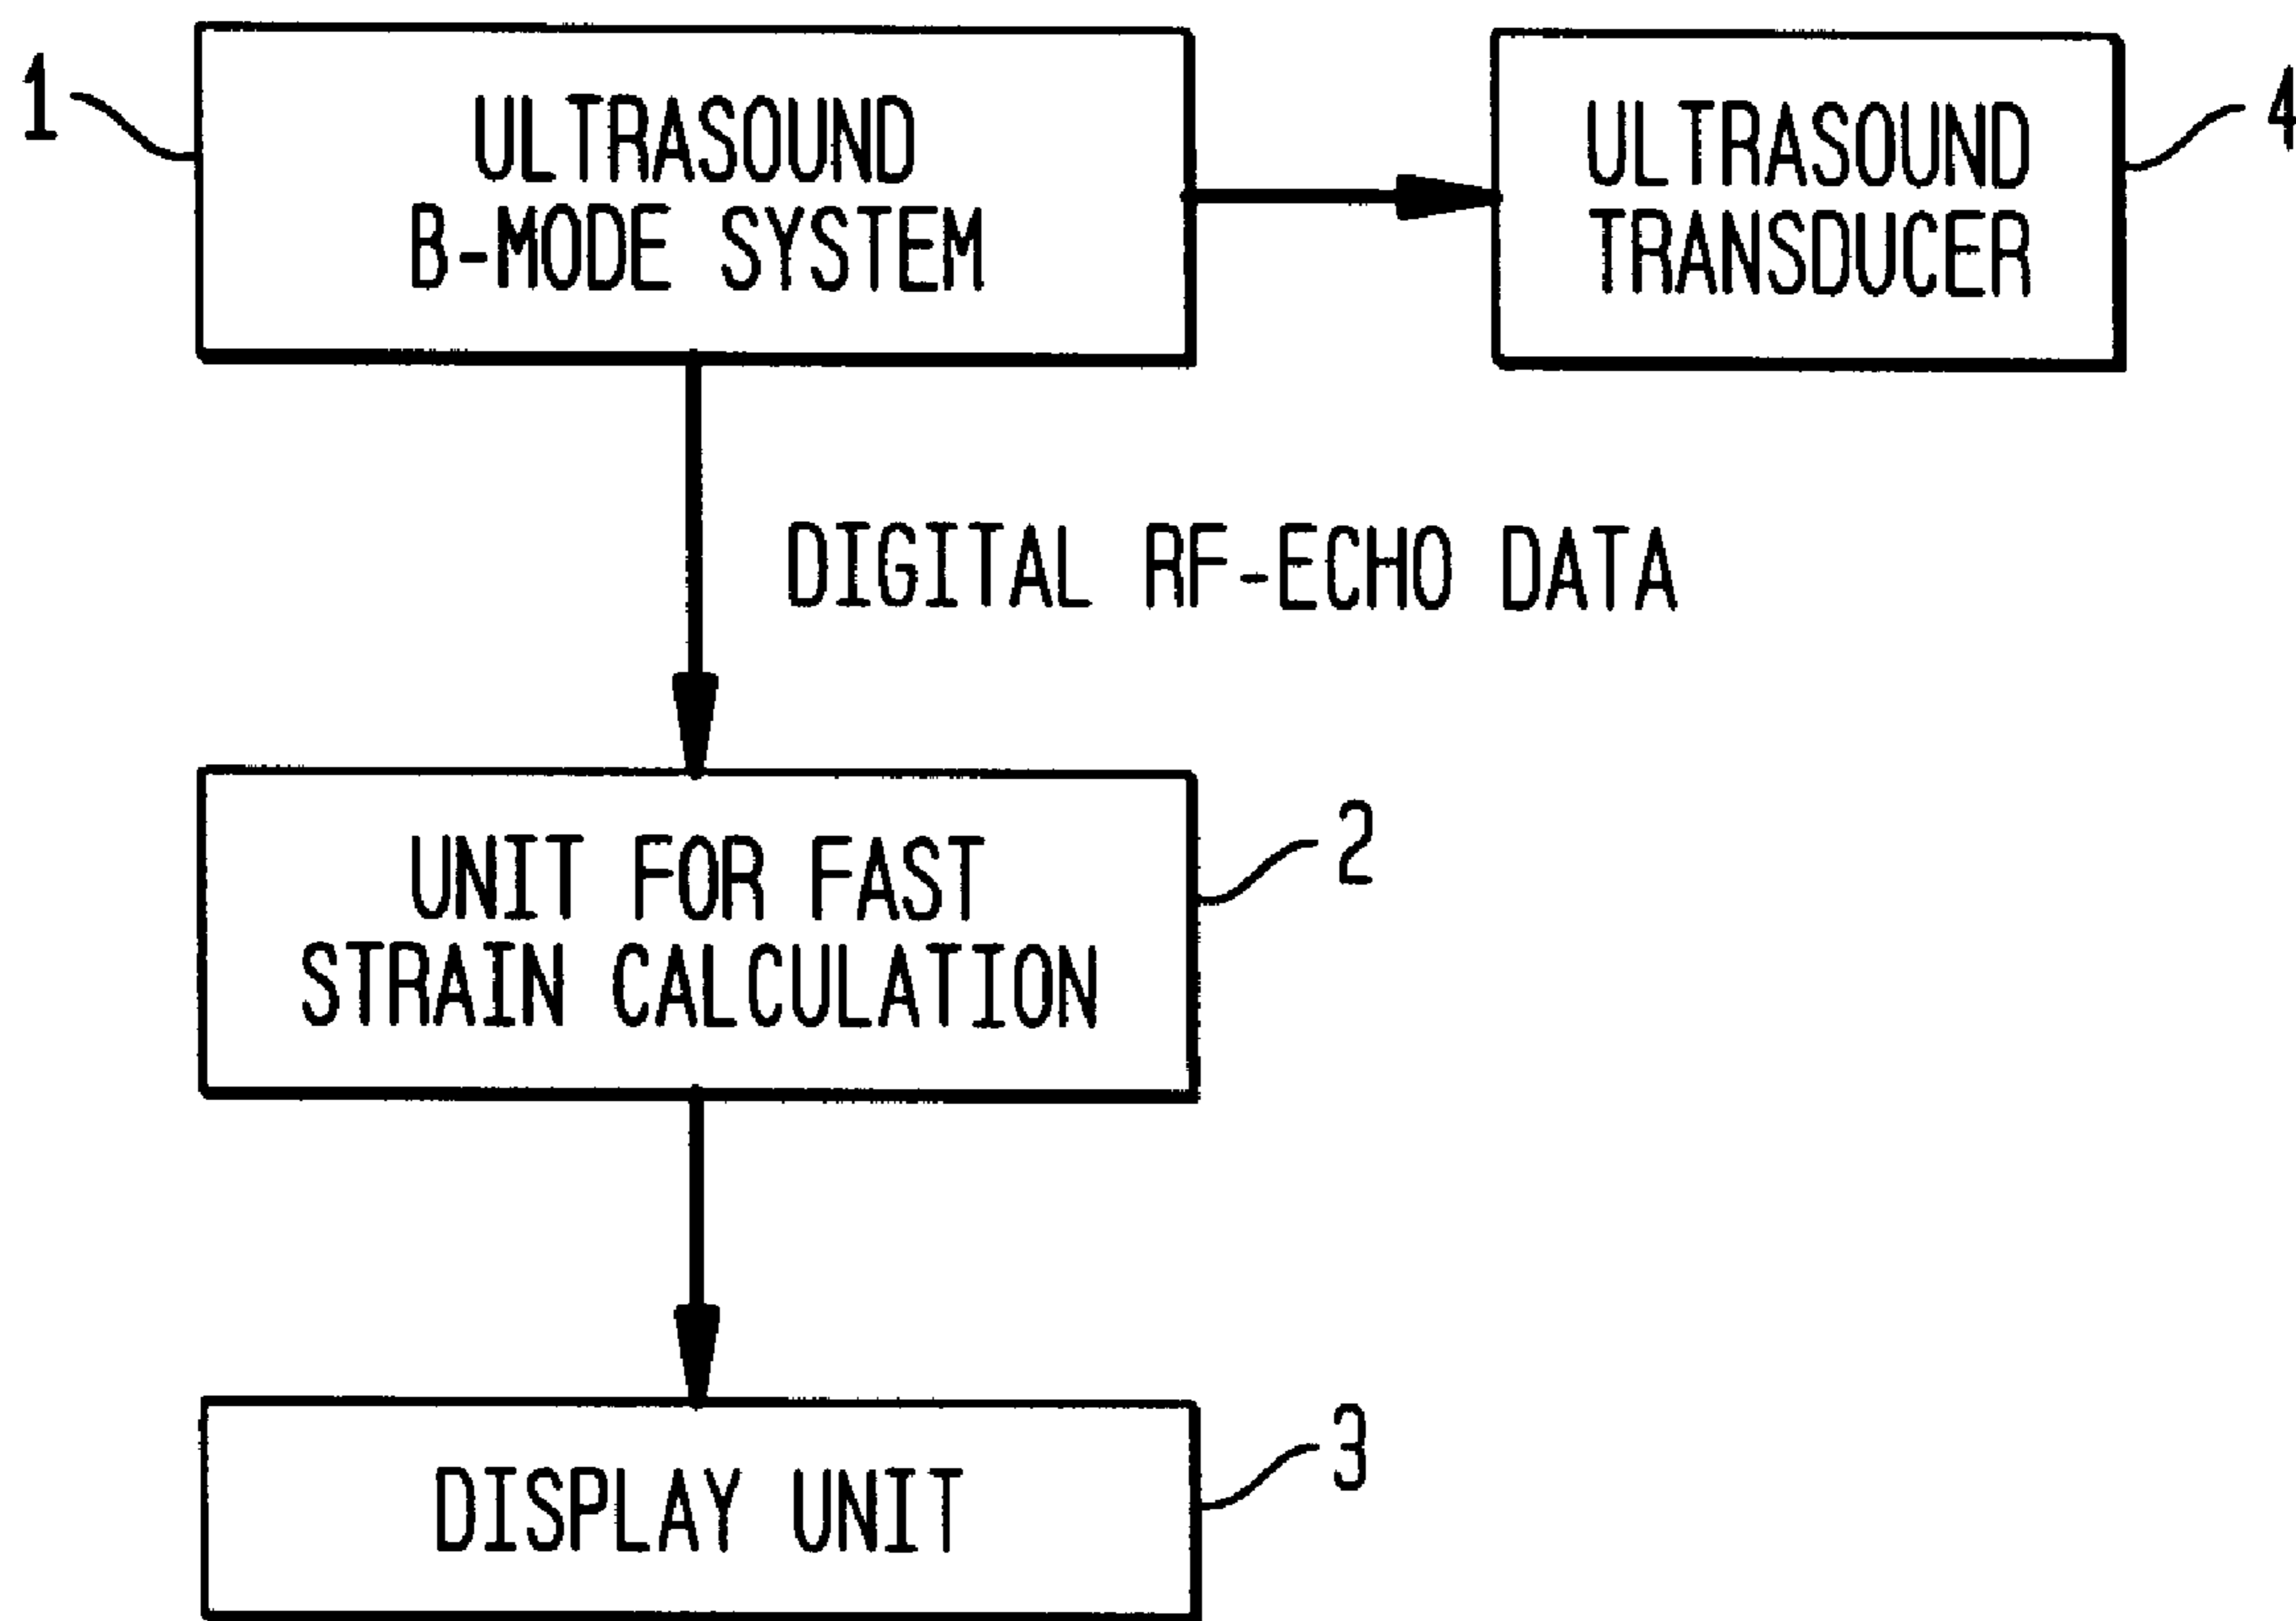 1
ULTRASOUND
B-MODE SYSTEM
ULTRASOUND
TRANSDUCER
4
DIGITAL RF-ECHO DATA
UNIT FOR FAST
STRAIN CALCULATION
2
DISPLAY UNIT
3